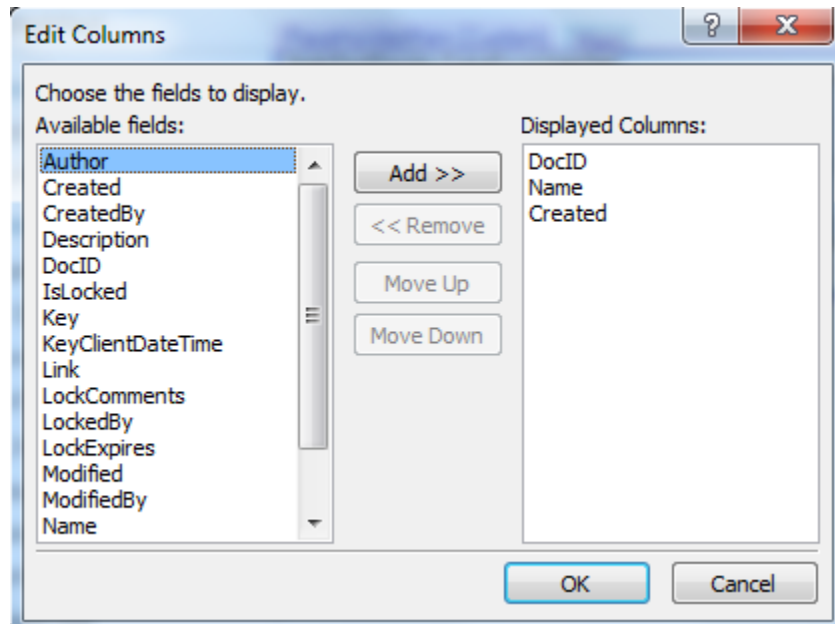 Edit Columns
?
X
Choose the fields to display.
Available fields:
Author
Created
CreatedBy
Description
DocID
IsLocked
Key
KeyClientDateTime
Link
LockComments
LockedBy
LockExpires
Modified
ModifiedBy
Name
Add >>
<< Remove
Move Up
Move Down
Displayed Columns:
DocID
Name
Created
OK
Cancel